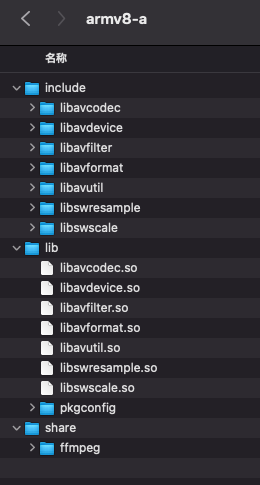 armv8-a
名称
include
libavcodec
libavdevice
libavfilter
libavformat
libavutil
libswresample
libswscale
lib
libavcodec.so
libavdevice.so
libavfilter.so
libavformat.so
libavutil.so
libswresample.so
libswscale.so
pkgconfig
share
ffmpeg